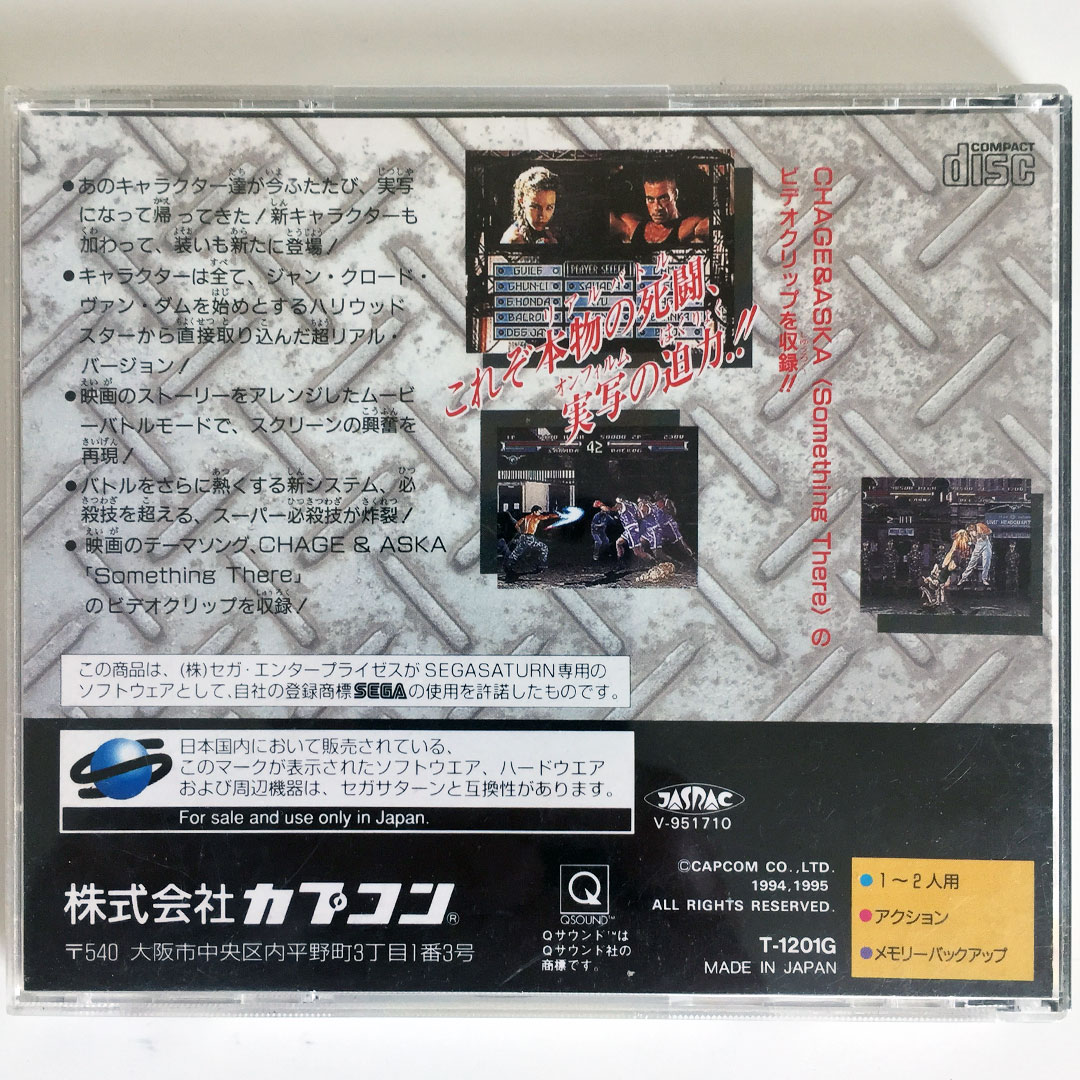 ●あのキャラクター達が今ふたたび、実写
になって帰ってきた！新キャラクターも
加わって、装いも新たに登場！
●キャラクターは全て、ジャン・クロード・
ヴァン・ダムを始めとするハリウッド
スターから直接取り込んだ超リアル・
バージョン！
●映画のストーリーをアレンジしたムービ
ーバトルモードで、スクリーンの興奮を
再現！
●バトルをさらに熱くする新システム、必
殺技を超える、スーパー必殺技が炸裂！
●映画のテーマソング、CHAGE & ASKA
「Something There」
のビデオクリップを収録！
COMPACT
disc
CHAGE&ASKA〈Something There〉の
ビデオクリップを収録!!
GUILE
PLAYER SELECT
CHUN-LI
SAWADA
E.HONDA
これぞ本物の死闘、
リアルバトル
実写の迫力!!
オンフィルム
はくりょく
42
この商品は、(株)セガ・エンタープライゼスがSEGASATURN専用の
ソフトウェアとして、自社の登録商標SEGAの使用を許諾したものです。
日本国内において販売されている、
このマークが表示されたソフトウエア、ハードウエア
および周辺機器は、セガサターンと互換性があります。
For sale and use only in Japan.
JASRAC
V-951710
株式会社カプコン®
〒540 大阪市中央区内平野町3丁目1番3号
Q
QSOUND™
Qサウンド™は
Qサウンド社の
商標です。
©CAPCOM CO.,LTD.
1994,1995
ALL RIGHTS RESERVED.
T-1201G
MADE IN JAPAN
●1～2人用
●アクション
●メモリーバックアップ